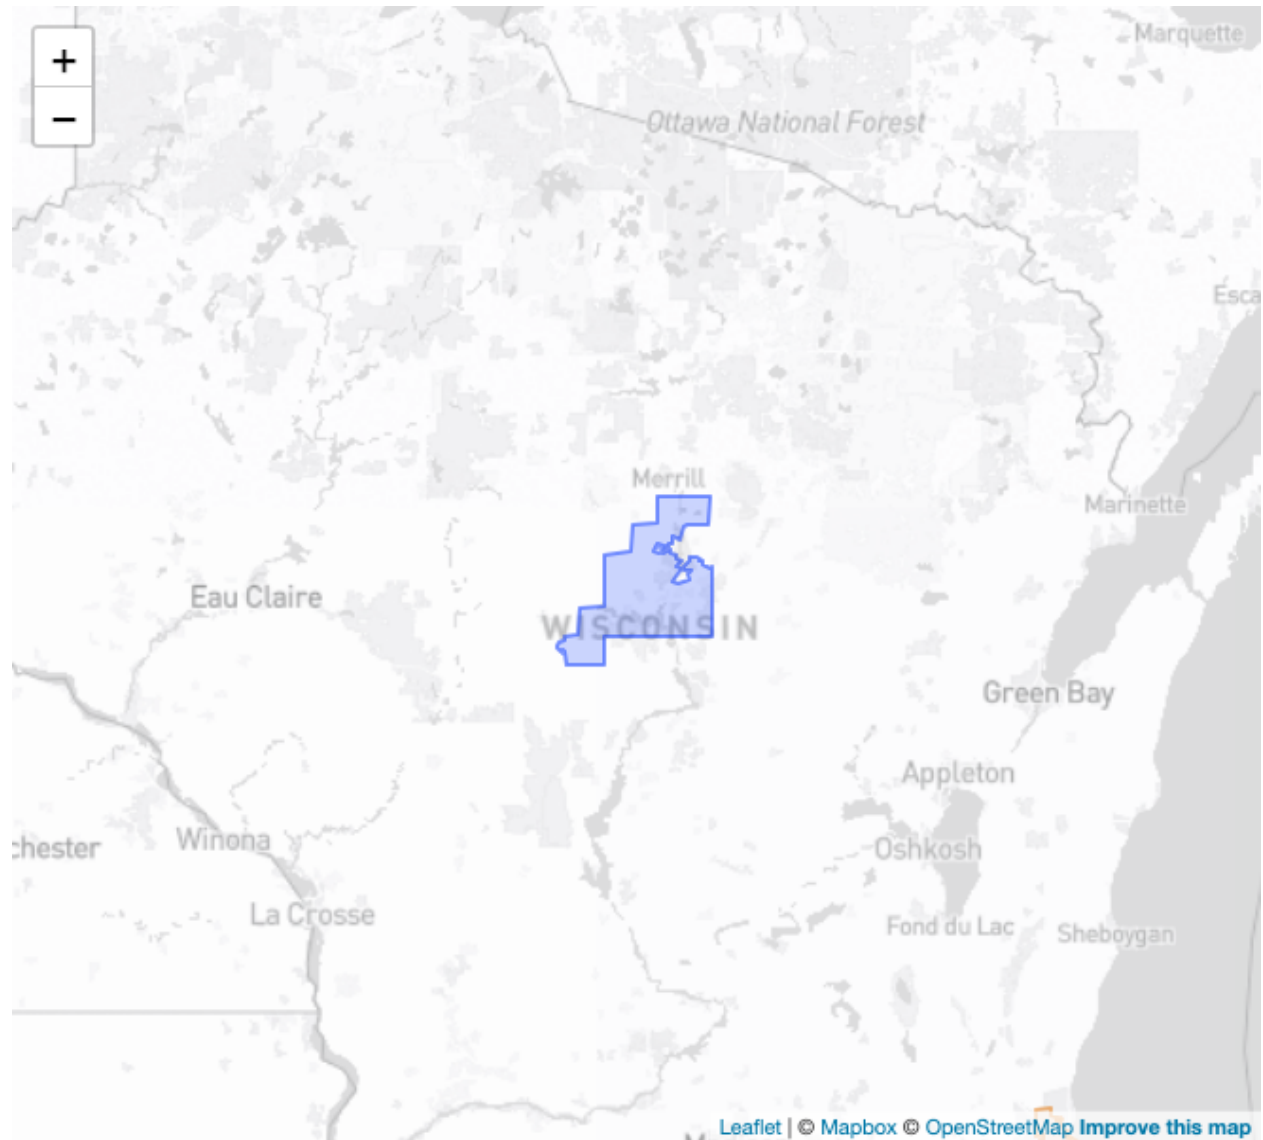 +
−
Marquette
Ottawa National Forest
Esca
Merrill
Marinette
Eau Claire
WISCONSIN
Green Bay
Appleton
chester
Winona
Oshkosh
La Crosse
Fond du Lac
Sheboygan
Leaflet | © Mapbox © OpenStreetMap Improve this map